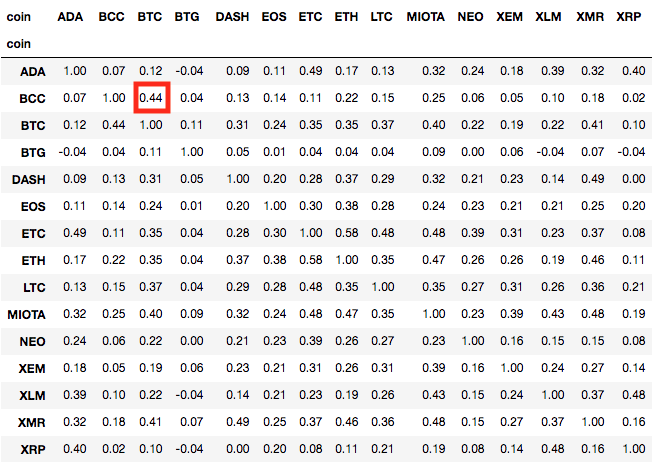 coin ADA BCC BTC BTG DASH EOS ETC ETH LTC MIOTA NEO XEM XLM XMR XRP
coin
ADA 1.00 0.07 0.12 -0.04 0.09 0.11 0.49 0.17 0.13 0.32 0.24 0.18 0.39 0.32 0.40
BCC 0.07 1.00 0.44 0.04 0.13 0.14 0.11 0.22 0.15 0.25 0.06 0.05 0.10 0.18 0.02
BTC 0.12 0.44 1.00 0.11 0.31 0.24 0.35 0.35 0.37 0.40 0.22 0.19 0.22 0.41 0.10
BTG -0.04 0.04 0.11 1.00 0.05 0.01 0.04 0.04 0.04 0.09 0.00 0.06 -0.04 0.07 -0.04
DASH 0.09 0.13 0.31 0.05 1.00 0.20 0.28 0.37 0.29 0.32 0.21 0.23 0.14 0.49 0.00
EOS 0.11 0.14 0.24 0.01 0.20 1.00 0.30 0.38 0.28 0.24 0.23 0.21 0.21 0.25 0.20
ETC 0.49 0.11 0.35 0.04 0.28 0.30 1.00 0.58 0.48 0.48 0.39 0.31 0.23 0.37 0.08
ETH 0.17 0.22 0.35 0.04 0.37 0.38 0.58 1.00 0.35 0.47 0.26 0.26 0.19 0.46 0.11
LTC 0.13 0.15 0.37 0.04 0.29 0.28 0.48 0.35 1.00 0.35 0.27 0.31 0.26 0.36 0.21
MIOTA 0.32 0.25 0.40 0.09 0.32 0.24 0.48 0.47 0.35 1.00 0.23 0.39 0.43 0.48 0.19
NEO 0.24 0.06 0.22 0.00 0.21 0.23 0.39 0.26 0.27 0.23 1.00 0.16 0.15 0.15 0.08
XEM 0.18 0.05 0.19 0.06 0.23 0.21 0.31 0.26 0.31 0.39 0.16 1.00 0.24 0.27 0.14
XLM 0.39 0.10 0.22 -0.04 0.14 0.21 0.23 0.19 0.26 0.43 0.15 0.24 1.00 0.37 0.48
XMR 0.32 0.18 0.41 0.07 0.49 0.25 0.37 0.46 0.36 0.48 0.15 0.27 0.37 1.00 0.16
XRP 0.40 0.02 0.10 -0.04 0.00 0.20 0.08 0.11 0.21 0.19 0.08 0.14 0.48 0.16 1.00